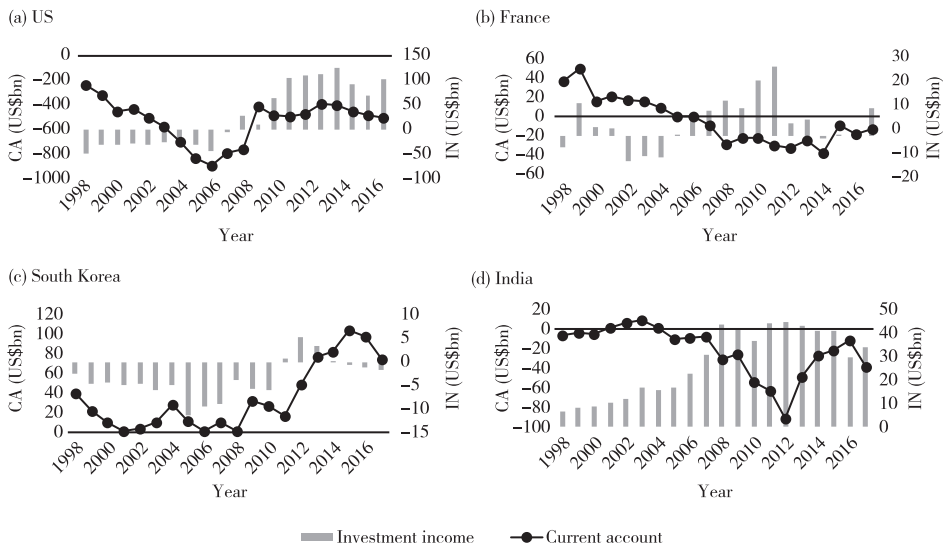 (a) US
0
−200
−400
−600
−800
−1000
CA (US$bn)
150
100
50
0
−50
−100
IN (US$bn)
1998 2000 2002 2004 2006 2008 2010 2012 2014 2016
Year
(b) France
60
40
20
0
−20
−40
−60
CA (US$bn)
30
20
10
0
−10
−20
IN (US$bn)
1998 2000 2002 2004 2006 2008 2010 2012 2014 2016
Year
(c) South Korea
120
100
80
60
40
20
0
CA (US$bn)
10
5
0
−5
−10
−15
IN (US$bn)
1998 2000 2002 2004 2006 2008 2010 2012 2014 2016
Year
(d) India
20
0
−20
−40
−60
−80
−100
CA (US$bn)
50
40
30
20
10
0
IN (US$bn)
1998 2000 2002 2004 2006 2008 2010 2012 2014 2016
Year
Investment income Current account